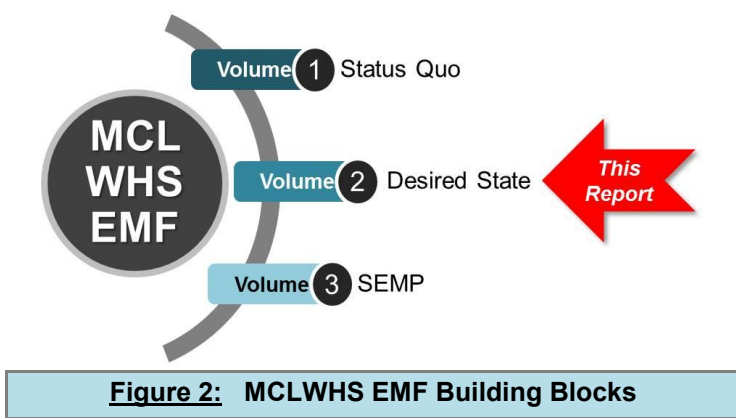 MCL
WHS
EMF
Volume 1 Status Quo
Volume 2 Desired State
This
Report
Volume 3 SEMP
Figure 2: MCLWHS EMF Building Blocks